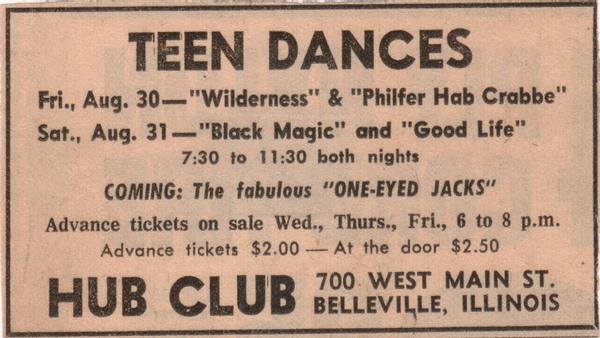 TEEN DANCES
Fri., Aug. 30—"Wilderness" & "Philfer Hab Crabbe"
Sat., Aug. 31—"Black Magic" and "Good Life"
7:30 to 11:30 both nights
COMING: The fabulous "ONE-EYED JACKS"
Advance tickets on sale Wed., Thurs., Fri., 6 to 8 p.m.
Advance tickets $2.00 — At the door $2.50
HUB CLUB 700 WEST MAIN ST.
BELLEVILLE, ILLINOIS